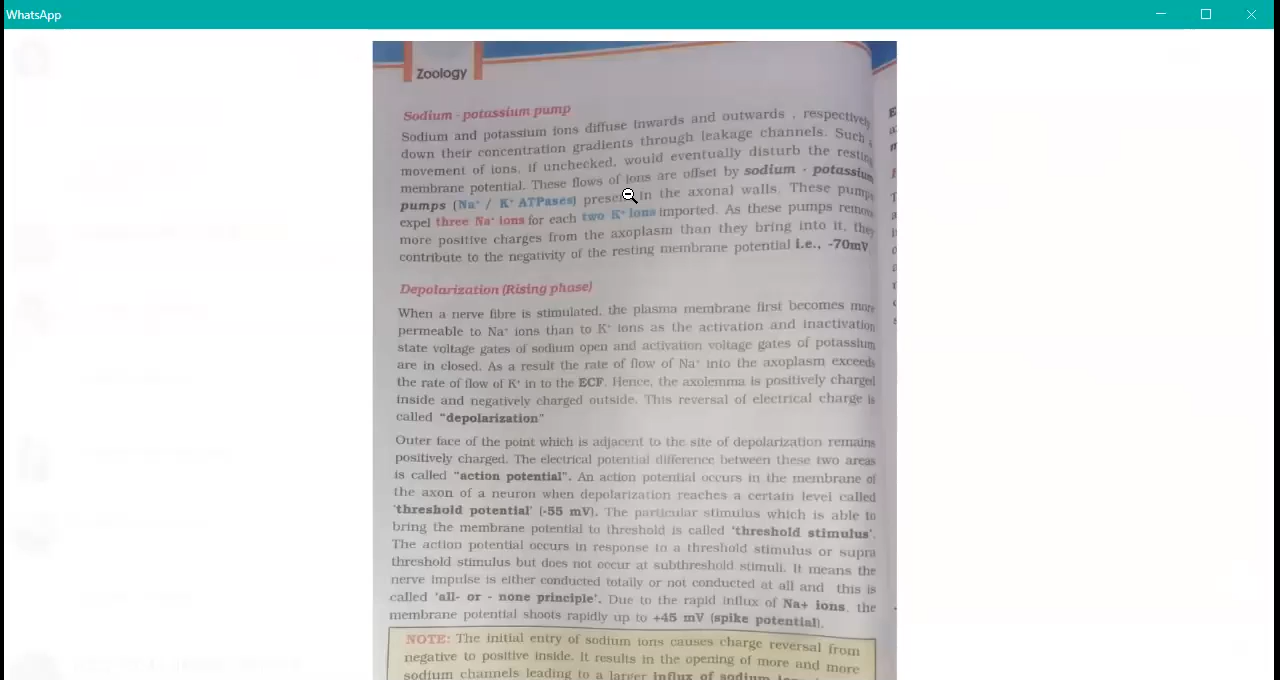 WhatsApp
Zoology
Sodium - potassium pump
Sodium and potassium ions diffuse inwards and outwards , respectively
down their concentration gradients through leakage channels. Such
movement of ions, if unchecked, would eventually disturb the resting
membrane potential. These flows of ions are offset by sodium - potassium
pumps (Na⁺ / K⁺ ATPases) present in the axonal walls. These pumps
expel three Na⁺ ions for each two K⁺ ions imported. As these pumps remove
more positive charges from the axoplasm than they bring into it, they
contribute to the negativity of the resting membrane potential i.e., -70mV
Depolarization (Rising phase)
When a nerve fibre is stimulated, the plasma membrane first becomes more
permeable to Na⁺ ions than to K⁺ ions as the activation and inactivation
state voltage gates of sodium open and activation voltage gates of potassium
are in closed. As a result the rate of flow of Na⁺ into the axoplasm exceeds
the rate of flow of K⁺ in to the ECF. Hence, the axolemma is positively charged
inside and negatively charged outside. This reversal of electrical charge is
called "depolarization"
Outer face of the point which is adjacent to the site of depolarization remains
positively charged. The electrical potential difference between these two areas
is called "action potential". An action potential occurs in the membrane of
the axon of a neuron when depolarization reaches a certain level called
'threshold potential' (-55 mV). The particular stimulus which is able to
bring the membrane potential to threshold is called 'threshold stimulus'.
The action potential occurs in response to a threshold stimulus or supra
threshold stimulus but does not occur at subthreshold stimuli. It means the
nerve impulse is either conducted totally or not conducted at all and this is
called 'all- or - none principle'. Due to the rapid influx of Na+ ions, the
membrane potential shoots rapidly up to +45 mV (spike potential).
NOTE: The initial entry of sodium ions causes charge reversal from
negative to positive inside. It results in the opening of more and more
sodium channels leading to a larger influx of sodium